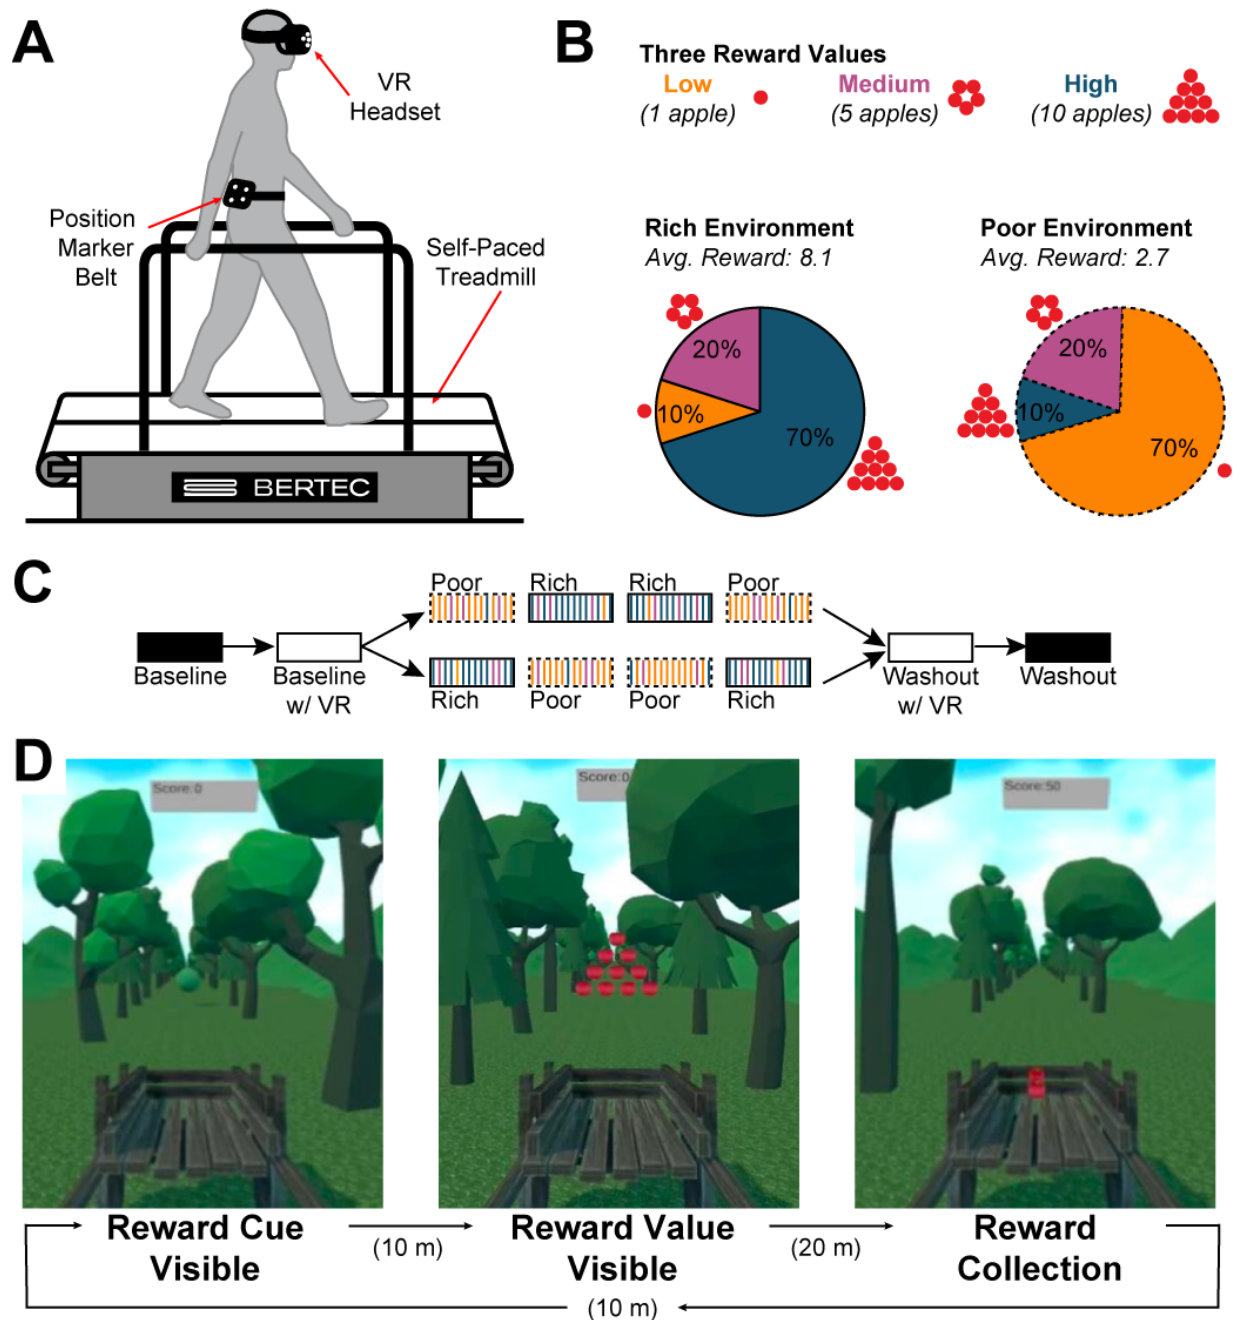 A
VR
Headset
Position
Marker
Belt
Self-Paced
Treadmill
BERTEC
B
Three Reward Values
Low
(1 apple)
Medium
(5 apples)
High
(10 apples)
Rich Environment
Avg. Reward: 8.1
20%
10%
70%
Poor Environment
Avg. Reward: 2.7
20%
10%
70%
C
Poor
Rich
Rich
Poor
Baseline
Baseline
w/ VR
Rich
Poor
Poor
Rich
Washout
w/ VR
Washout
D
Score:0
Score:0
Score:50
Reward Cue
Visible
(10 m)
Reward Value
Visible
(20 m)
Reward
Collection
(10 m)